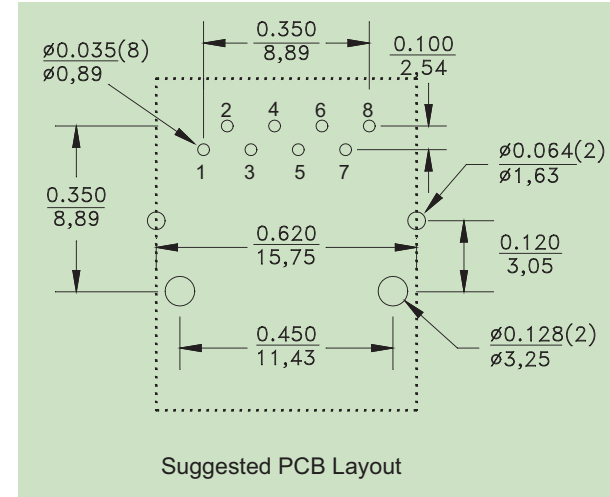 0.350
8,89
ø0.035(8)
ø0,89
0.100
2,54
2 4 6 8
1 3 5 7
ø0.064(2)
ø1,63
0.350
8,89
0.620
15,75
0.120
3,05
0.450
11,43
ø0.128(2)
ø3,25
Suggested PCB Layout